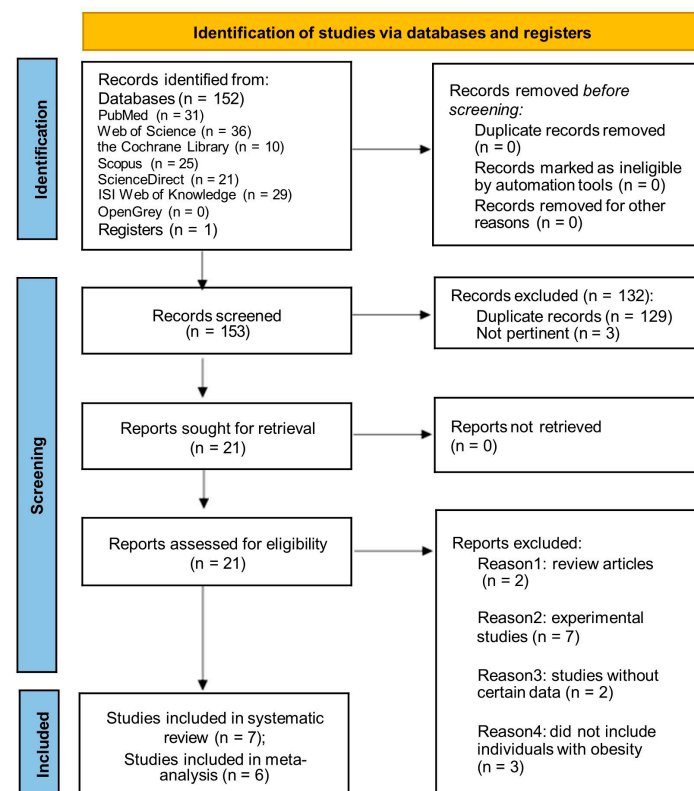 Identification of studies via databases and registers
Identification
Records identified from:
Databases (n = 152)
PubMed (n = 31)
Web of Science (n = 36)
the Cochrane Library (n = 10)
Scopus (n = 25)
ScienceDirect (n = 21)
ISI Web of Knowledge (n = 29)
OpenGrey (n = 0)
Registers (n = 1)
Records removed before
screening:
Duplicate records removed
(n = 0)
Records marked as ineligible
by automation tools (n = 0)
Records removed for other
reasons (n = 0)
Screening
Records screened
(n = 153)
Records excluded (n = 132):
Duplicate records (n = 129)
Not pertinent (n = 3)
Reports sought for retrieval
(n = 21)
Reports not retrieved
(n = 0)
Reports assessed for eligibility
(n = 21)
Reports excluded:
Reason1: review articles
(n = 2)
Reason2: experimental
studies (n = 7)
Reason3: studies without
certain data (n = 2)
Reason4: did not include
individuals with obesity
(n = 3)
Included
Studies included in systematic
review (n = 7);
Studies included in meta-
analysis (n = 6)